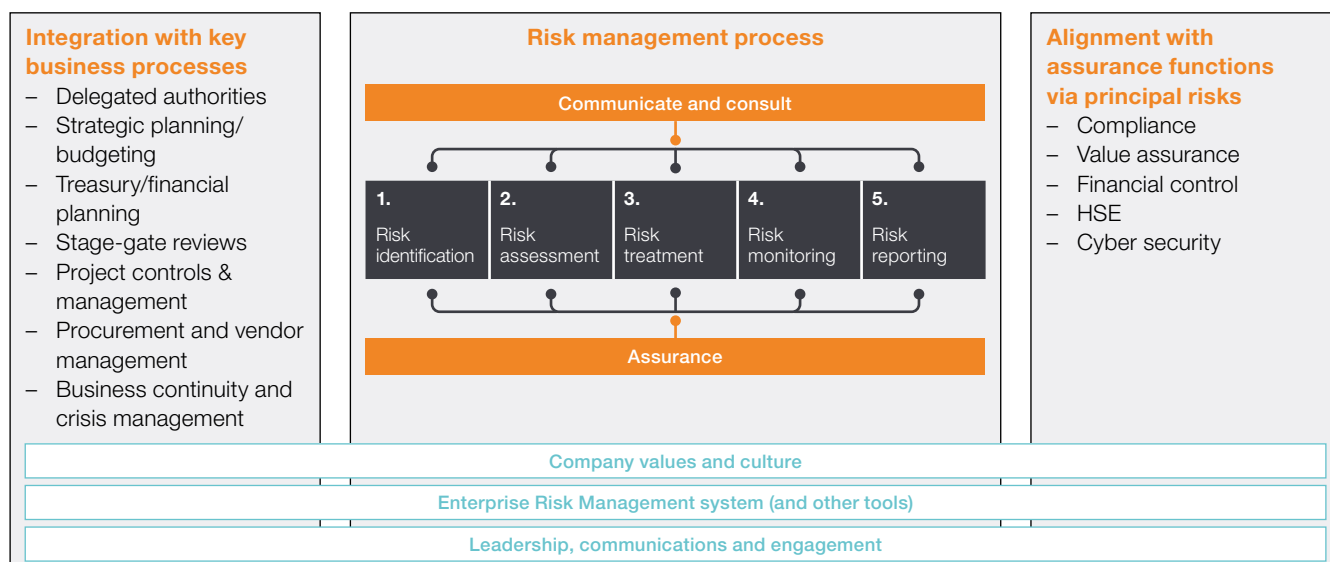 Integration with key
business processes
– Delegated authorities
– Strategic planning/
budgeting
– Treasury/financial
planning
– Stage-gate reviews
– Project controls &
management
– Procurement and vendor
management
– Business continuity and
crisis management
Risk management process
Communicate and consult
1.
Risk
identification
2.
Risk
assessment
3.
Risk
treatment
4.
Risk
monitoring
5.
Risk
reporting
Assurance
Alignment with
assurance functions
via principal risks
– Compliance
– Value assurance
– Financial control
– HSE
– Cyber security
Company values and culture
Enterprise Risk Management system (and other tools)
Leadership, communications and engagement